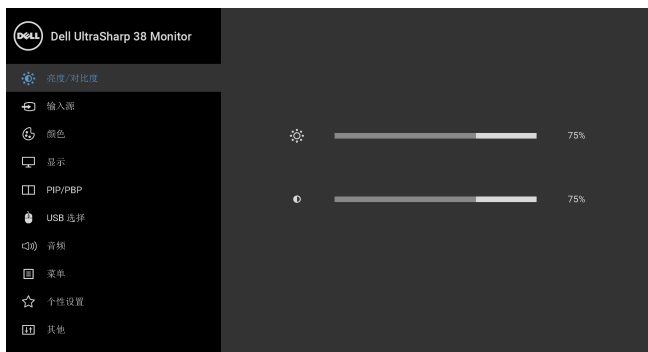 DELL Dell UltraSharp 38 Monitor
亮度/对比度
输入源
颜色
显示
PIP/PBP
USB 选择
音频
菜单
个性设置
其他
75%
75%